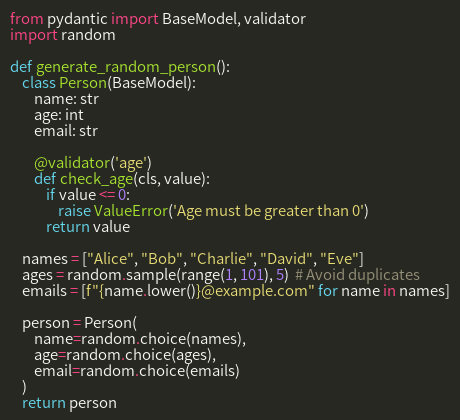 from pydantic import BaseModel, validator
import random

def generate_random_person():
    class Person(BaseModel):
        name: str
        age: int
        email: str

        @validator('age')
        def check_age(cls, value):
            if value <= 0:
                raise ValueError('Age must be greater than 0')
            return value

    names = ["Alice", "Bob", "Charlie", "David", "Eve"]
    ages = random.sample(range(1, 101), 5)  # Avoid duplicates
    emails = [f"{name.lower()}@example.com" for name in names]

    person = Person(
        name=random.choice(names),
        age=random.choice(ages),
        email=random.choice(emails)
    )
    return person